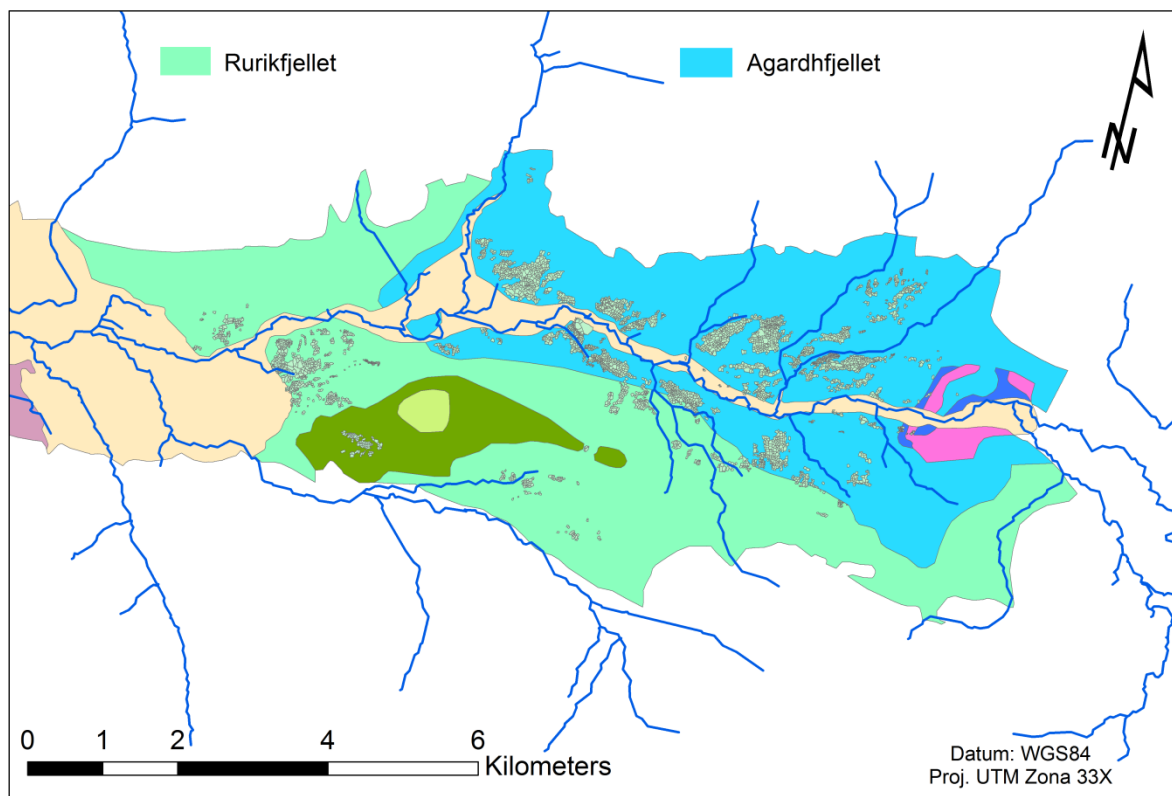 Rurikfjellet
Agardhfjellet
N
0 1 2 4 6
Kilometers
Datum: WGS84
Proj. UTM Zona 33X